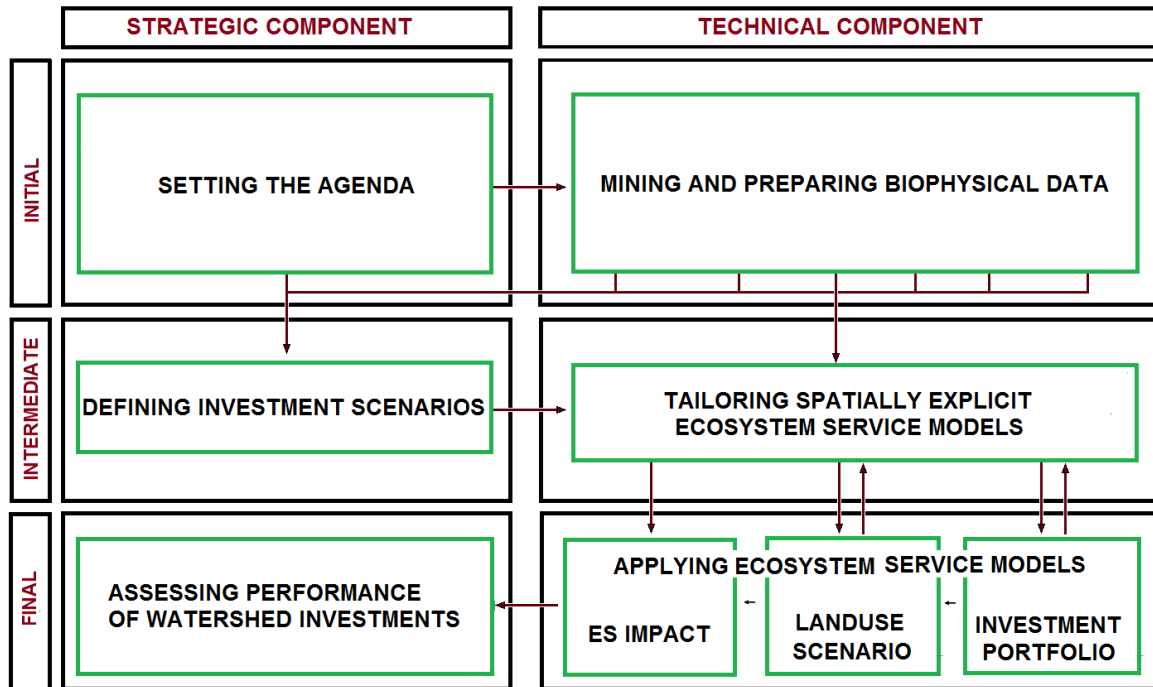 STRATEGIC COMPONENT
TECHNICAL COMPONENT
INITIAL
SETTING THE AGENDA
MINING AND PREPARING BIOPHYSICAL DATA
INTERMEDIATE
DEFINING INVESTMENT SCENARIOS
TAILORING SPATIALLY EXPLICIT
ECOSYSTEM SERVICE MODELS
FINAL
ASSESSING PERFORMANCE
OF WATERSHED INVESTMENTS
APPLYING ECOSYSTEM SERVICE MODELS
ES IMPACT
LANDUSE
SCENARIO
INVESTMENT
PORTFOLIO